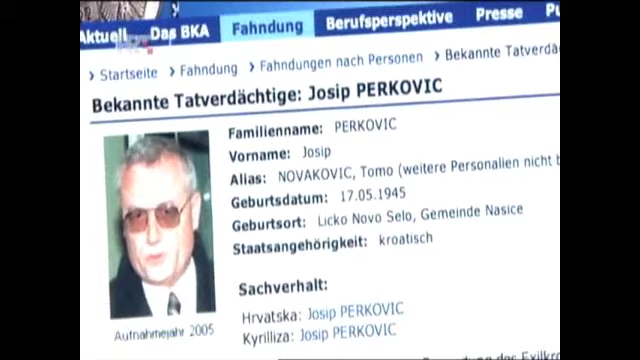 Aktuell Das BKA Fahndung Berufsperspektive Presse
> Startseite > Fahndung > Fahndungen nach Personen > Bekannte
Bekannte Tatverdächtige: Josip PERKOVIC
Familienname: PERKOVIC
Vorname: Josip
Alias: NOVAKOVIC, Tomo (weitere Personalien nicht
Geburtsdatum: 17.05.1945
Geburtsort: Licko Novo Selo, Gemeinde Nasice
Staatsangehörigkeit: kroatisch
Sachverhalt:
Hrvatska: Josip PERKOVIC
Kyrilliza: Josip PERKOVIC
Aufnahmejahr 2005